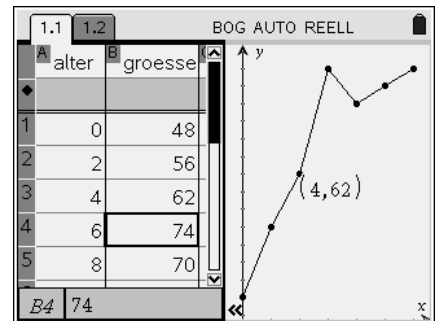 1.1 1.2 BOG AUTO REELL
A alter B groesse
1 0 48
2 2 56
3 4 62
4 6 74
5 8 70
B4 74
y
(4,62)
x